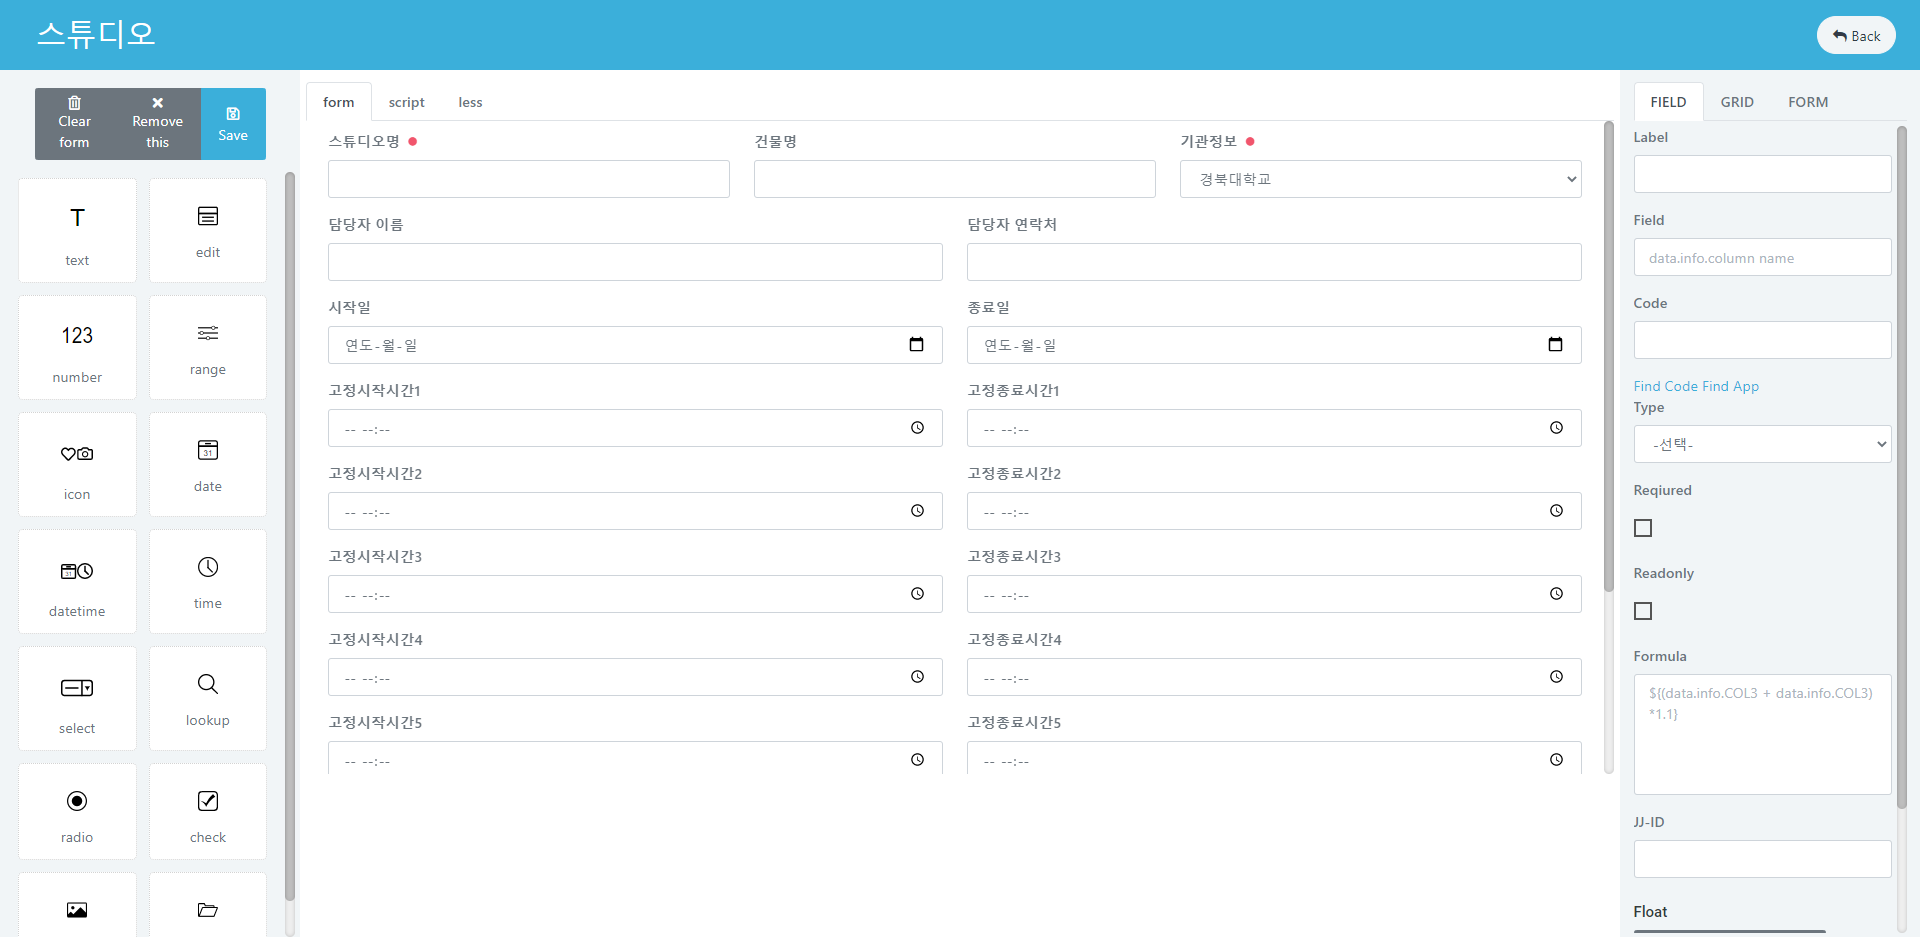 스튜디오
Back
Clear form
Remove this
Save
text
edit
123
number
range
icon
31
date
31
datetime
time
select
lookup
radio
check
form
script
less
스튜디오명
건물명
기관정보
경북대학교
담당자 이름
담당자 연락처
시작일
종료일
연도-월-일
연도-월-일
고정시작시간1
고정종료시간1
-- --:--
-- --:--
고정시작시간2
고정종료시간2
-- --:--
-- --:--
고정시작시간3
고정종료시간3
-- --:--
-- --:--
고정시작시간4
고정종료시간4
-- --:--
-- --:--
고정시작시간5
고정종료시간5
-- --:--
-- --:--
FIELD
GRID
FORM
Label
Field
data.info.column name
Code
Find Code Find App
Type
-선택-
Reqiured
Readonly
Formula
${(data.info.COL3 + data.info.COL3)
*1.1}
JJ-ID
Float